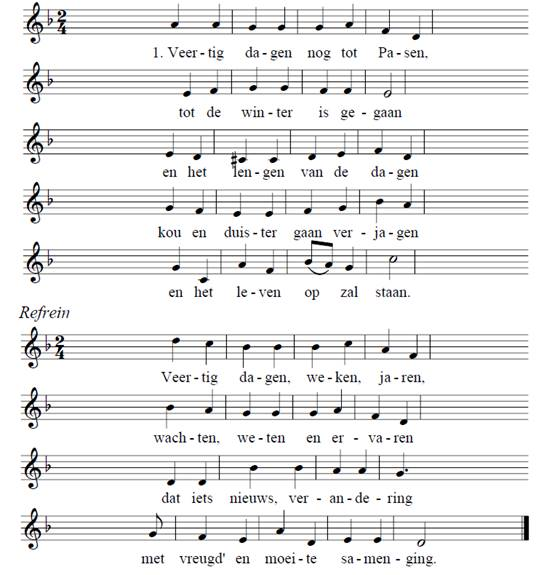 2/4
1. Veer - tig da - gen nog tot Pa - sen,
tot de win - ter is ge - gaan
en het len - gen van de da - gen
kou en duis - ter gaan ver - ja - gen
en het le - ven op zal staan.
Refrein
2/4
Veer - tig da - gen, we - ken, ja - ren,
wach - ten, we - ten en er - va - ren
dat iets nieuws, ver - an - de - ring
met vreugd' en moei - te sa - men - ging.